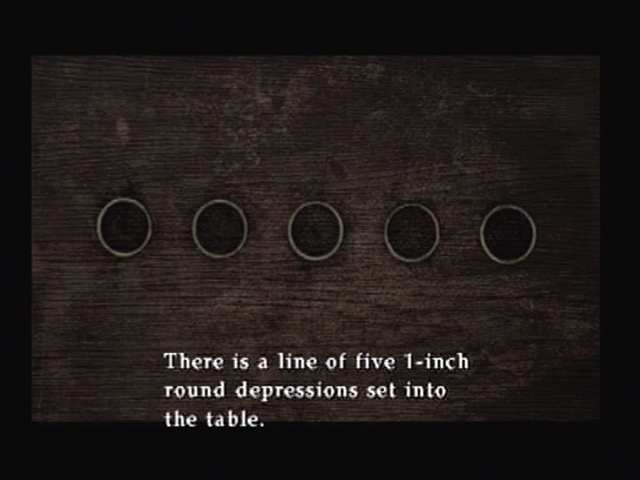 There is a line of five 1-inch
round depressions set into
the table.